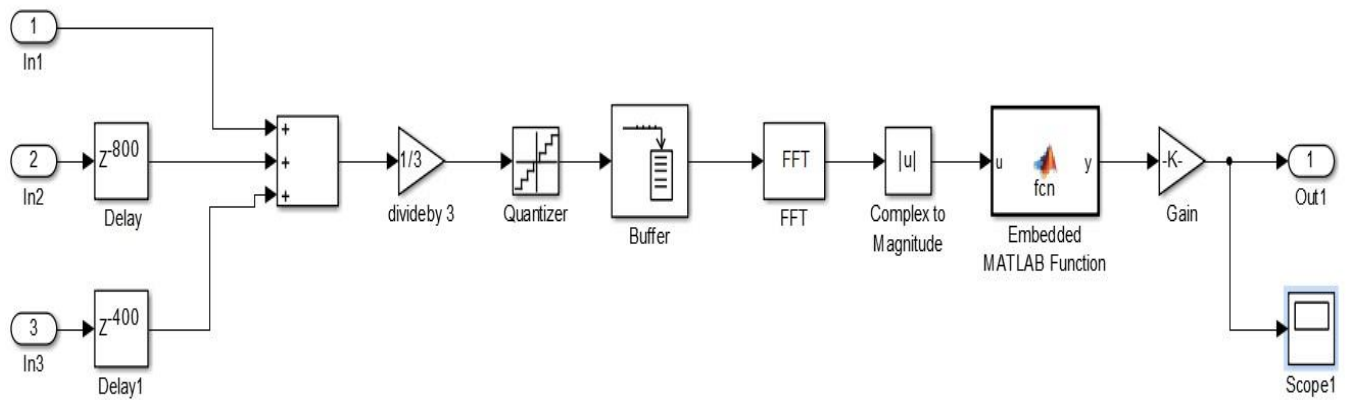 1
In1
2
In2
Z-800
Delay
3
In3
Z-400
Delay1
+
+
+
1/3
divideby 3
Quantizer
Buffer
FFT
FFT
|u|
Complex to
Magnitude
u
fcn
y
Embedded
MATLAB Function
-K-
Gain
1
Out1
Scope1